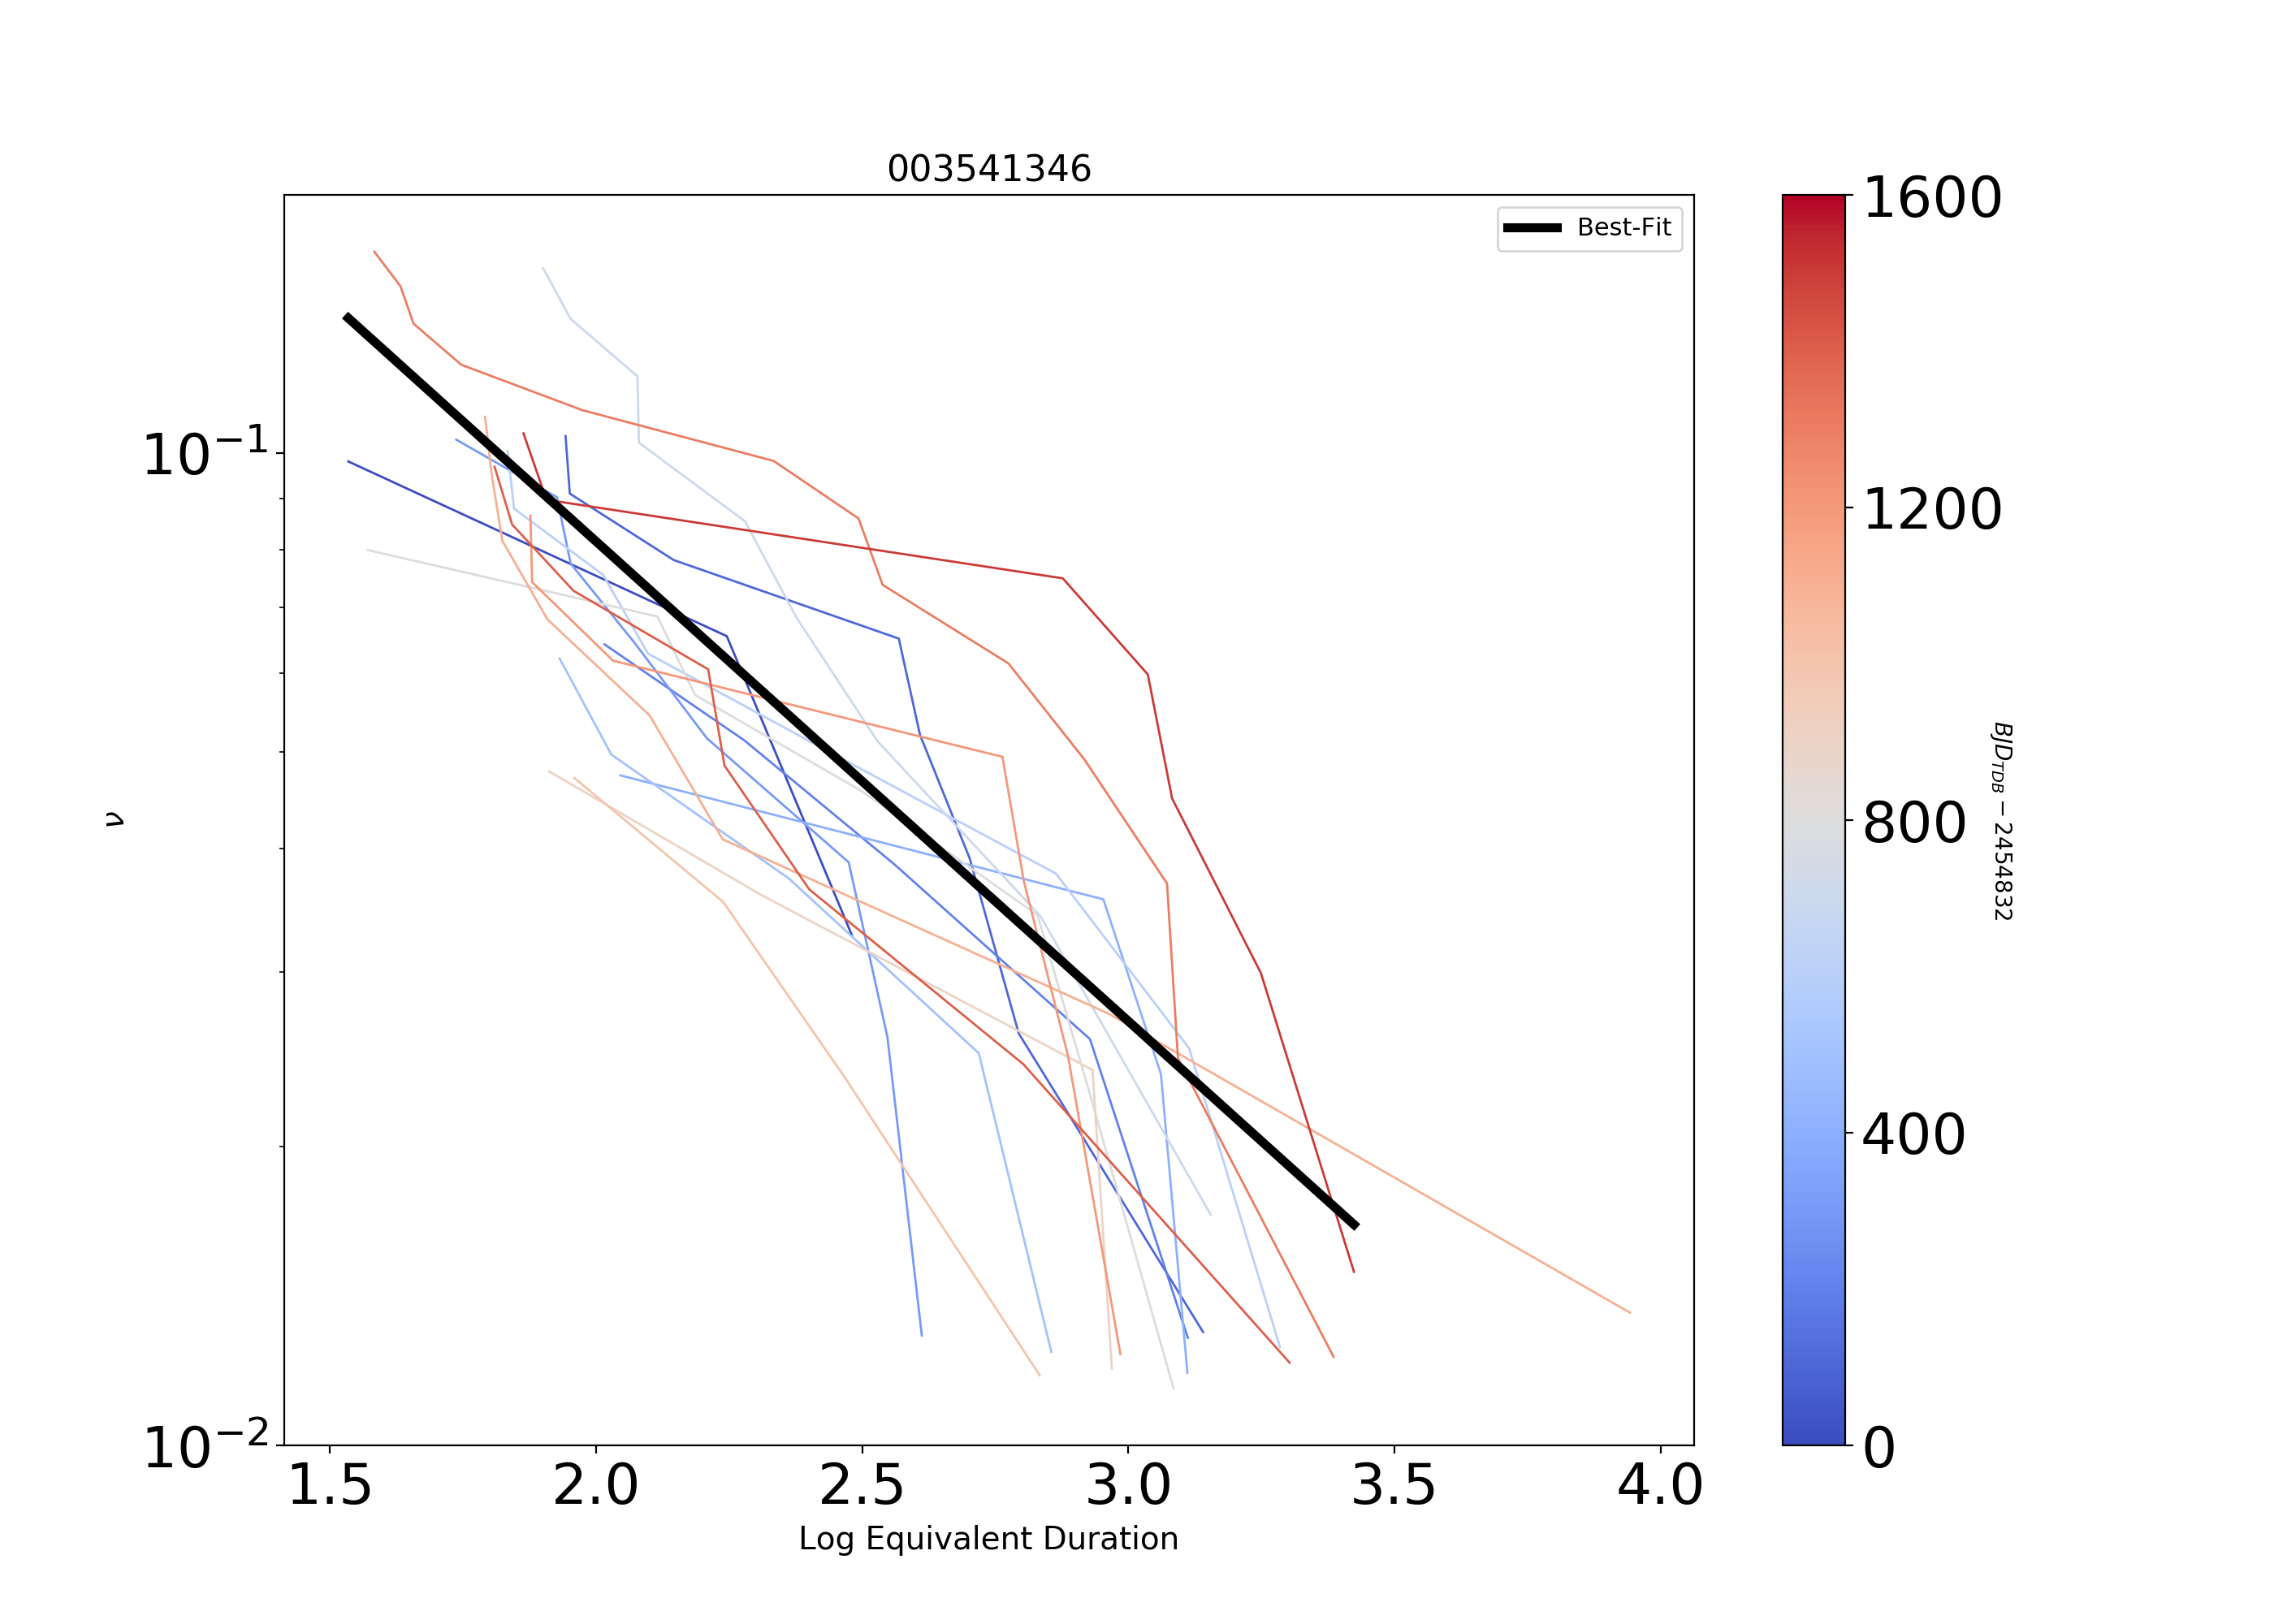 003541346
Best-Fit
10⁻¹
10⁻²
ν
1.5 2.0 2.5 3.0 3.5 4.0
Log Equivalent Duration
1600
1200
800
400
0
BJD_TDB − 2454832